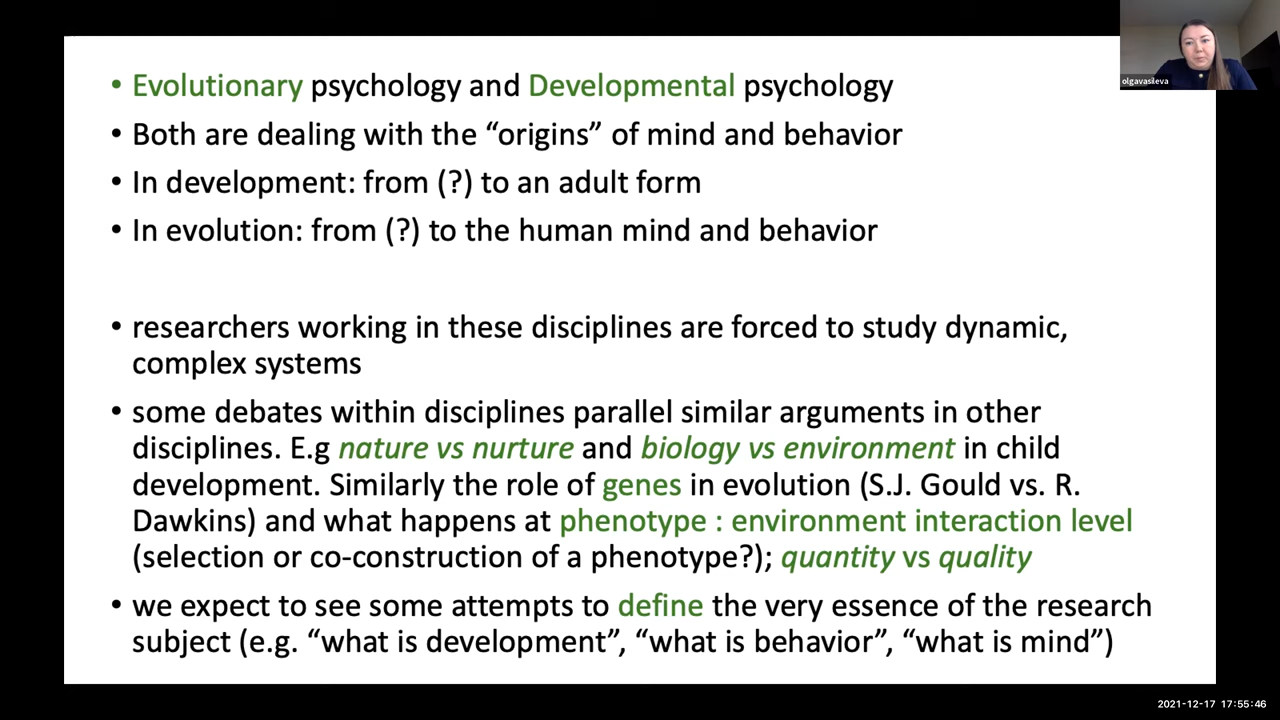 • Evolutionary psychology and Developmental psychology
• Both are dealing with the “origins” of mind and behavior
• In development: from (?) to an adult form
• In evolution: from (?) to the human mind and behavior
• researchers working in these disciplines are forced to study dynamic,
complex systems
• some debates within disciplines parallel similar arguments in other
disciplines. E.g nature vs nurture and biology vs environment in child
development. Similarly the role of genes in evolution (S.J. Gould vs. R.
Dawkins) and what happens at phenotype : environment interaction level
(selection or co-construction of a phenotype?); quantity vs quality
• we expect to see some attempts to define the very essence of the research
subject (e.g. “what is development”, “what is behavior”, “what is mind”)
olgavasileva
2021-12-17 17:55:46